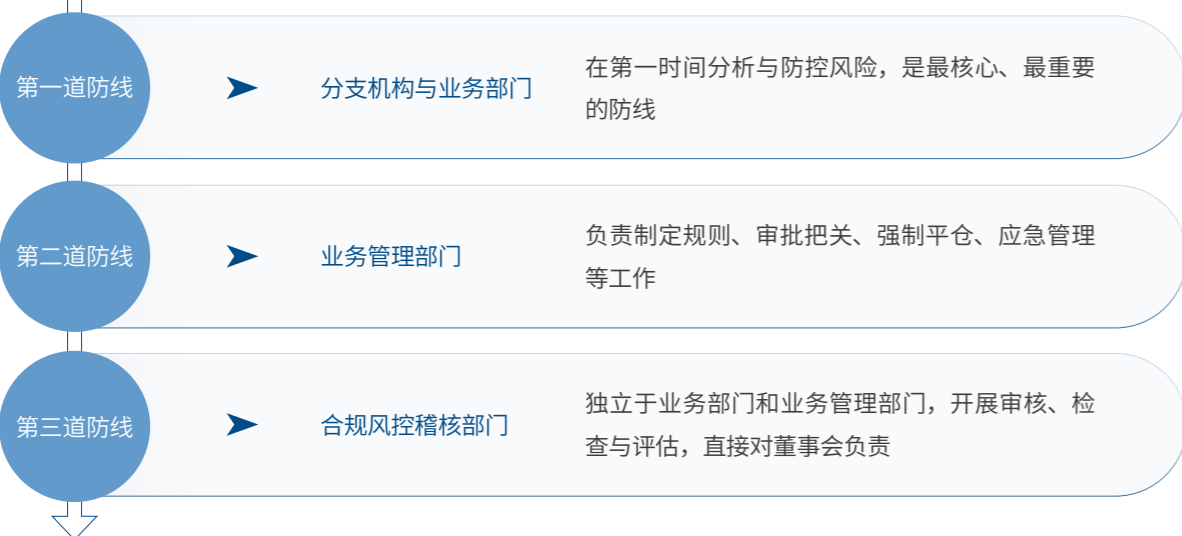 第一道防线
分支机构与业务部门
在第一时间分析与防控风险，是最核心、最重要
的防线
第二道防线
业务管理部门
负责制定规则、审批把关、强制平仓、应急管理
等工作
第三道防线
合规风控稽核部门
独立于业务部门和业务管理部门，开展审核、检
查与评估，直接对董事会负责